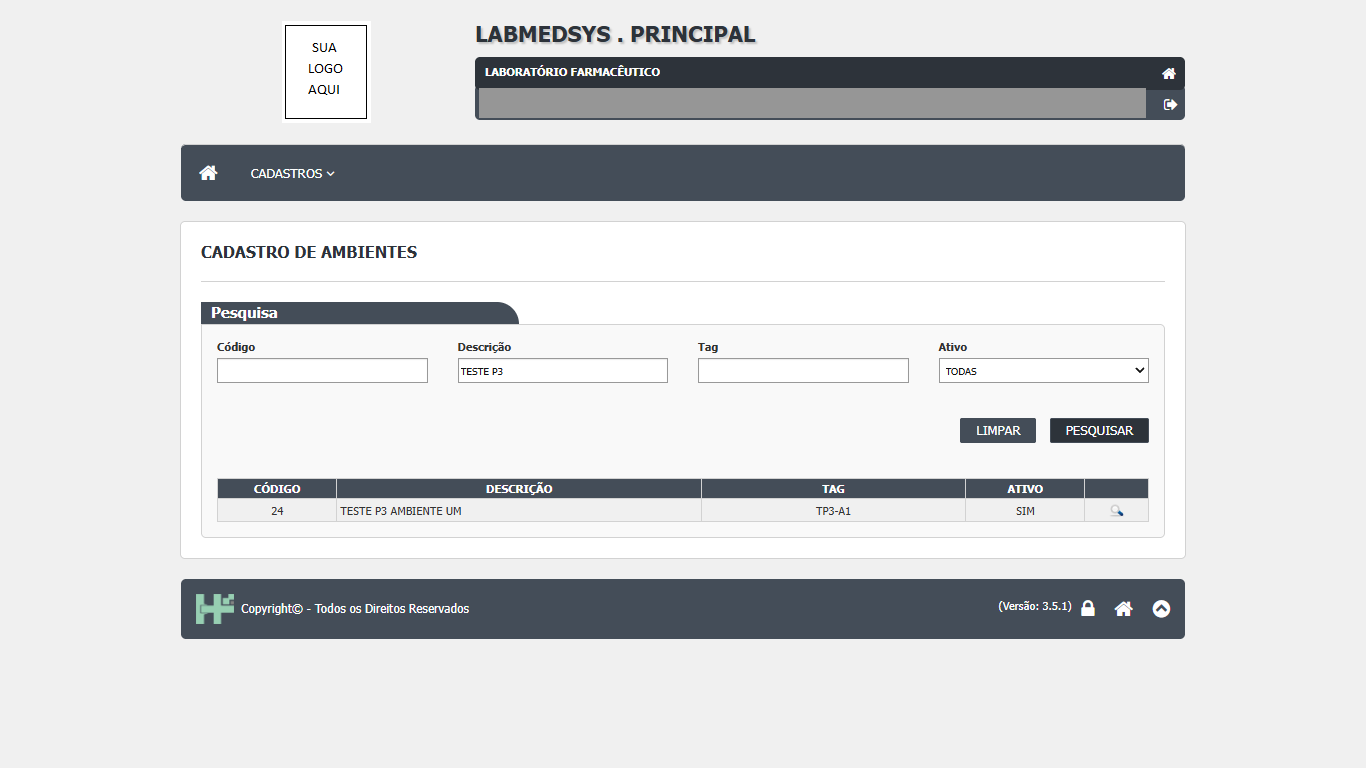 SUA
LOGO
AQUI
LABMEDSYS . PRINCIPAL
LABORATÓRIO FARMACÊUTICO
CADASTROS
CADASTRO DE AMBIENTES
Pesquisa
Código Descrição Tag Ativo
TESTE P3 TODAS
LIMPAR PESQUISAR
CÓDIGO DESCRIÇÃO TAG ATIVO
24 TESTE P3 AMBIENTE UM TP3-A1 SIM
Copyright© - Todos os Direitos Reservados (Versão: 3.5.1)